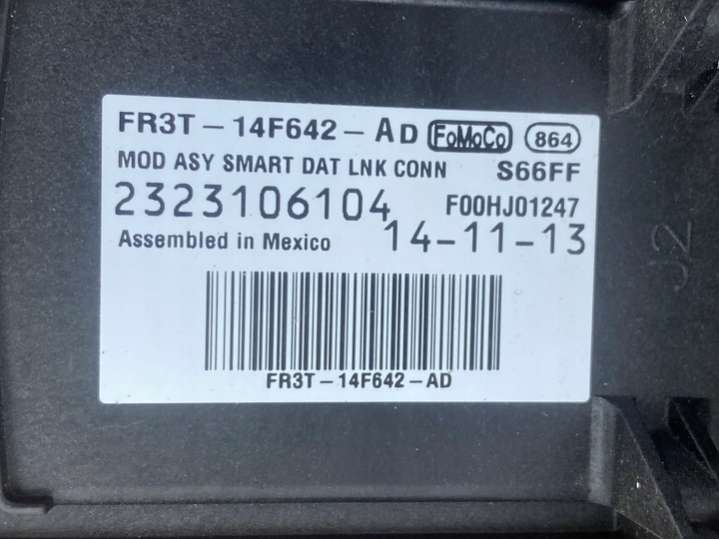 FR3T-14F642-AD FoMoCo 864
MOD ASY SMART DAT LNK CONN S66FF
2323106104 F00HJ01247
Assembled in Mexico 14-11-13
FR3T-14F642-AD
J2